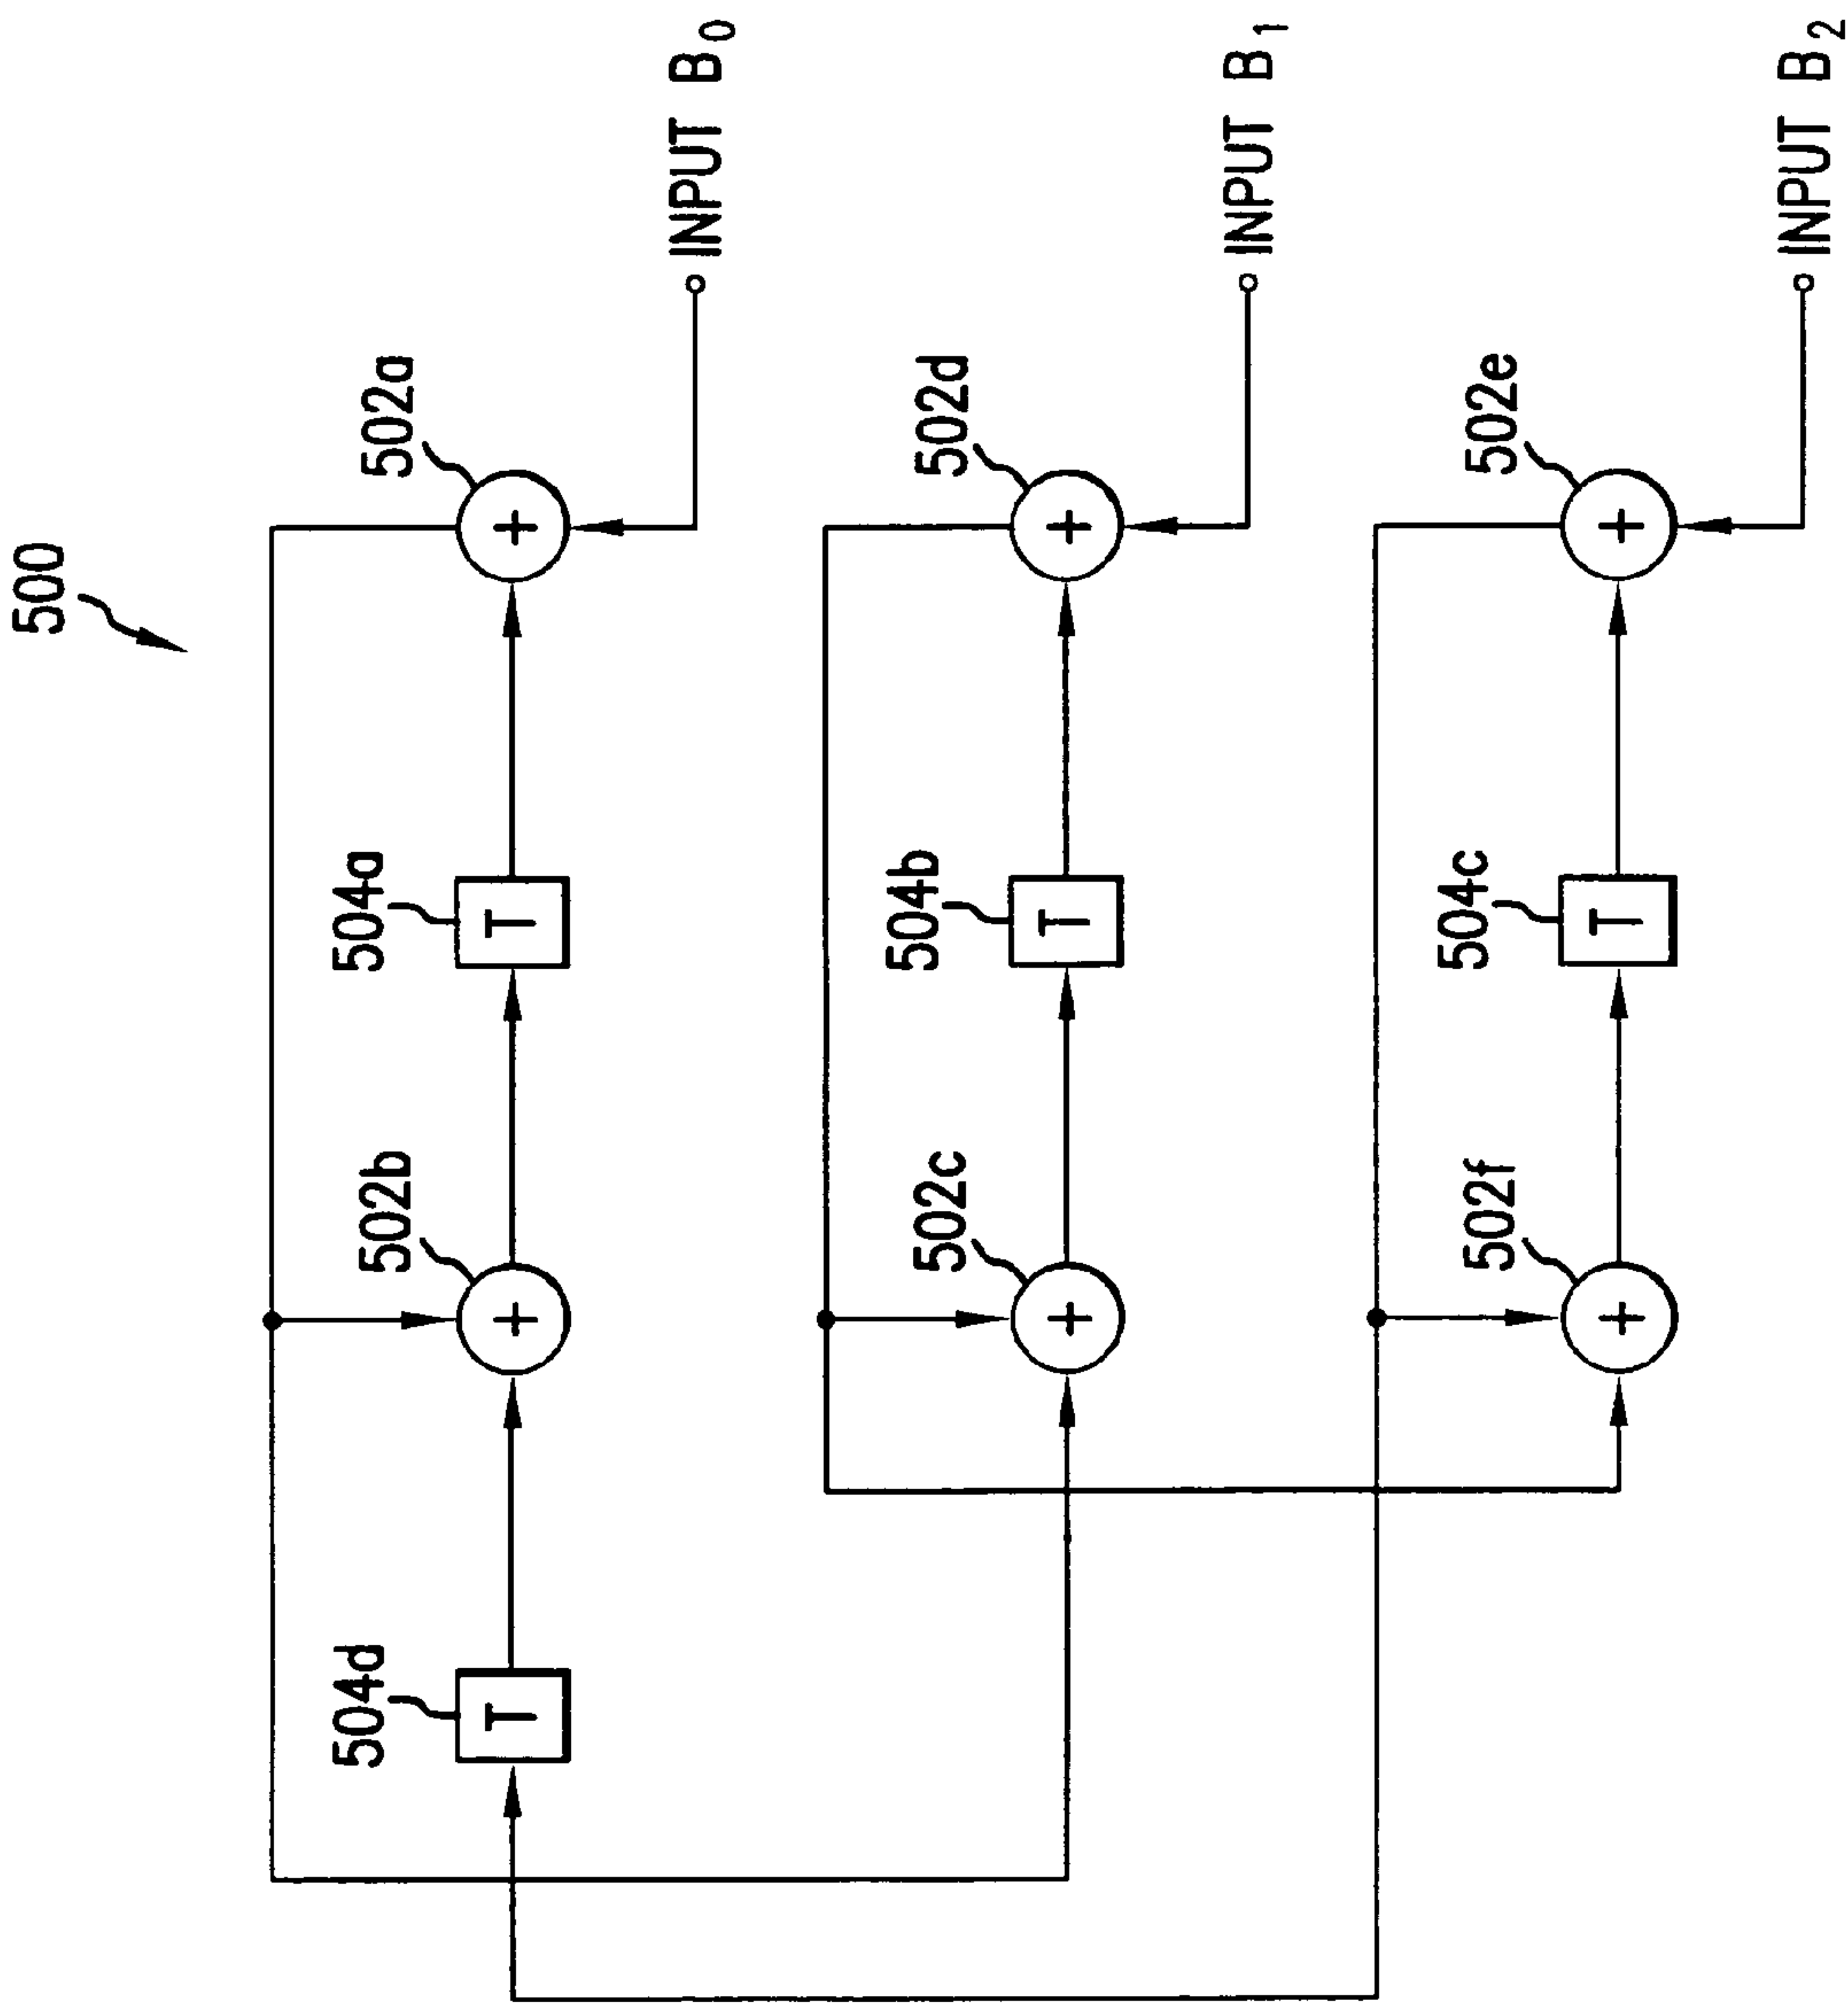 500
502a
INPUT B0
504a
502b
504d
502d
INPUT B1
504b
502c
502e
INPUT B2
504c
502f
T
+
T
+
T
+
T
+
+
T
+